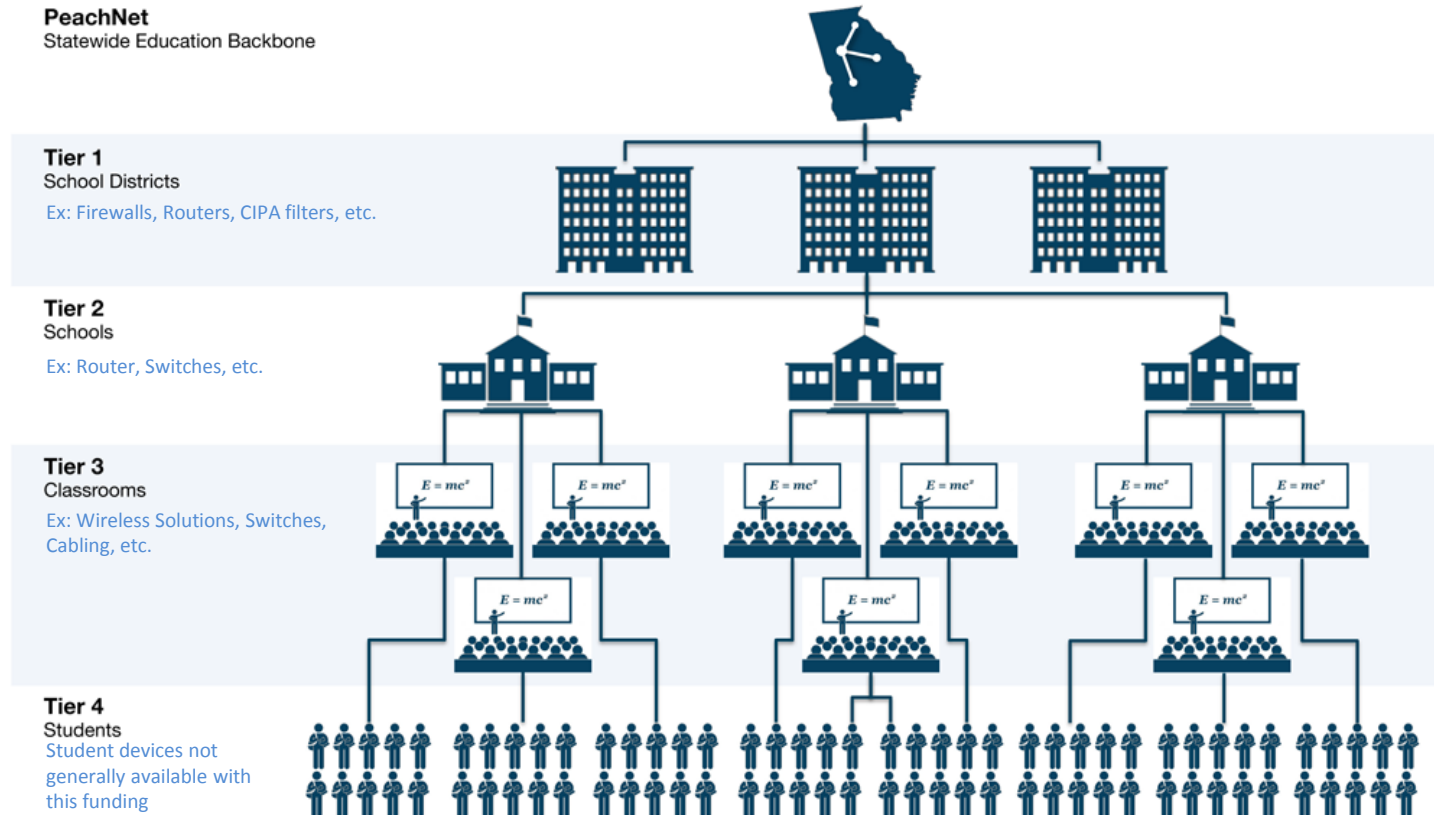 PeachNet
Statewide Education Backbone
Tier 1
School Districts
Ex: Firewalls, Routers, CIPA filters, etc.
Tier 2
Schools
Ex: Router, Switches, etc.
Tier 3
Classrooms
Ex: Wireless Solutions, Switches,
Cabling, etc.
E = mc²
E = mc²
E = mc²
E = mc²
E = mc²
E = mc²
E = mc²
E = mc²
E = mc²
Tier 4
Students
Student devices not
generally available with
this funding